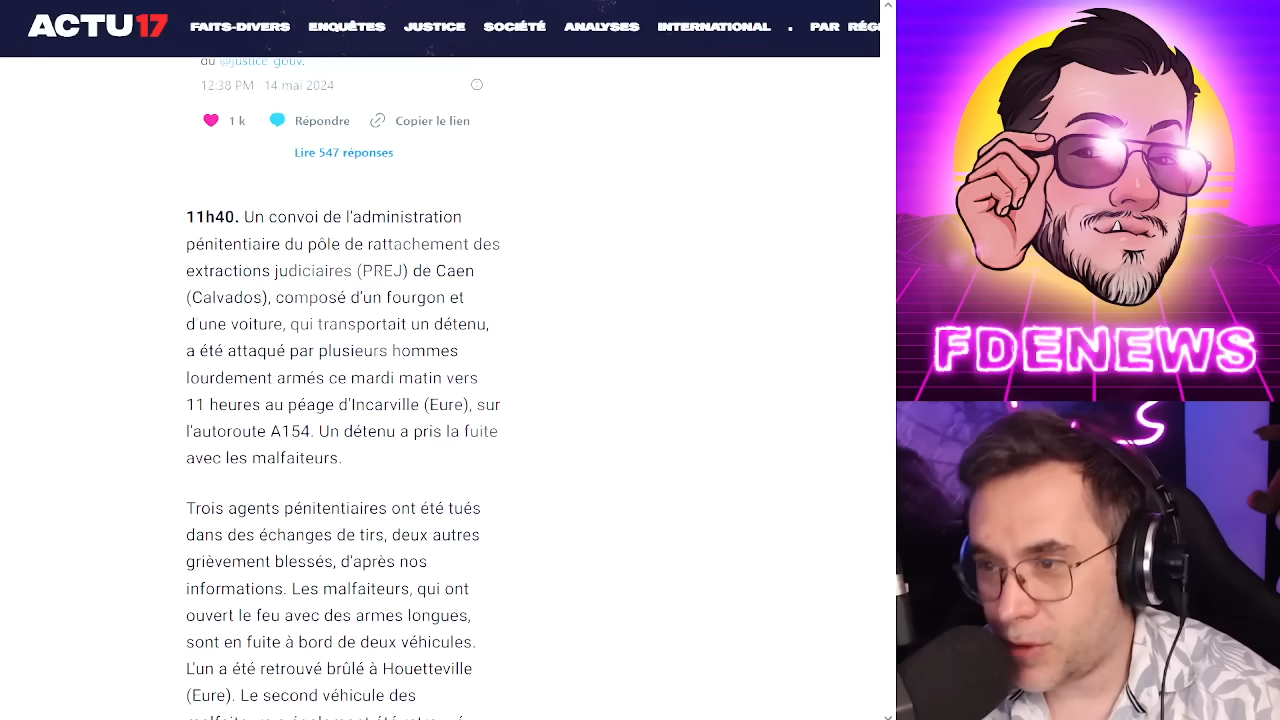 ACTU17 FAITS-DIVERS ENQUÊTES JUSTICE SOCIÉTÉ ANALYSES INTERNATIONAL . PAR
du @justice_gouv.
12:38 PM 14 mai 2024
1 k Répondre Copier le lien
Lire 547 réponses
11h40. Un convoi de l'administration
pénitentiaire du pôle de rattachement des
extractions judiciaires (PREJ) de Caen
(Calvados), composé d'un fourgon et
d'une voiture, qui transportait un détenu,
a été attaqué par plusieurs hommes
lourdement armés ce mardi matin vers
11 heures au péage d'Incarville (Eure), sur
l'autoroute A154. Un détenu a pris la fuite
avec les malfaiteurs.
Trois agents pénitentiaires ont été tués
dans des échanges de tirs, deux autres
grièvement blessés, d'après nos
informations. Les malfaiteurs, qui ont
ouvert le feu avec des armes longues,
sont en fuite à bord de deux véhicules.
L'un a été retrouvé brûlé à Houetteville
(Eure). Le second véhicule des
FDENEWS